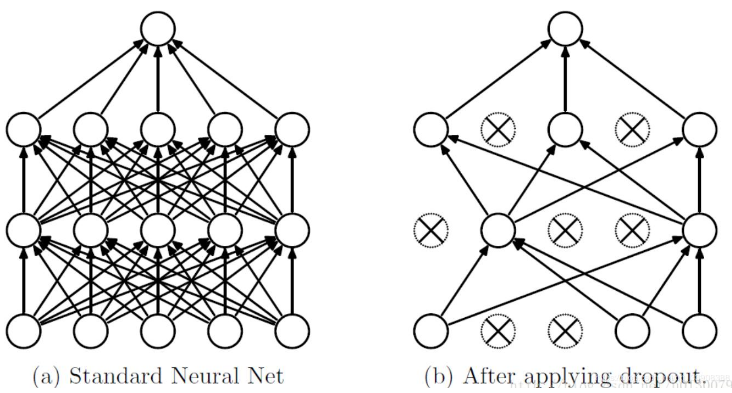 (a) Standard Neural Net
(b) After applying dropout.